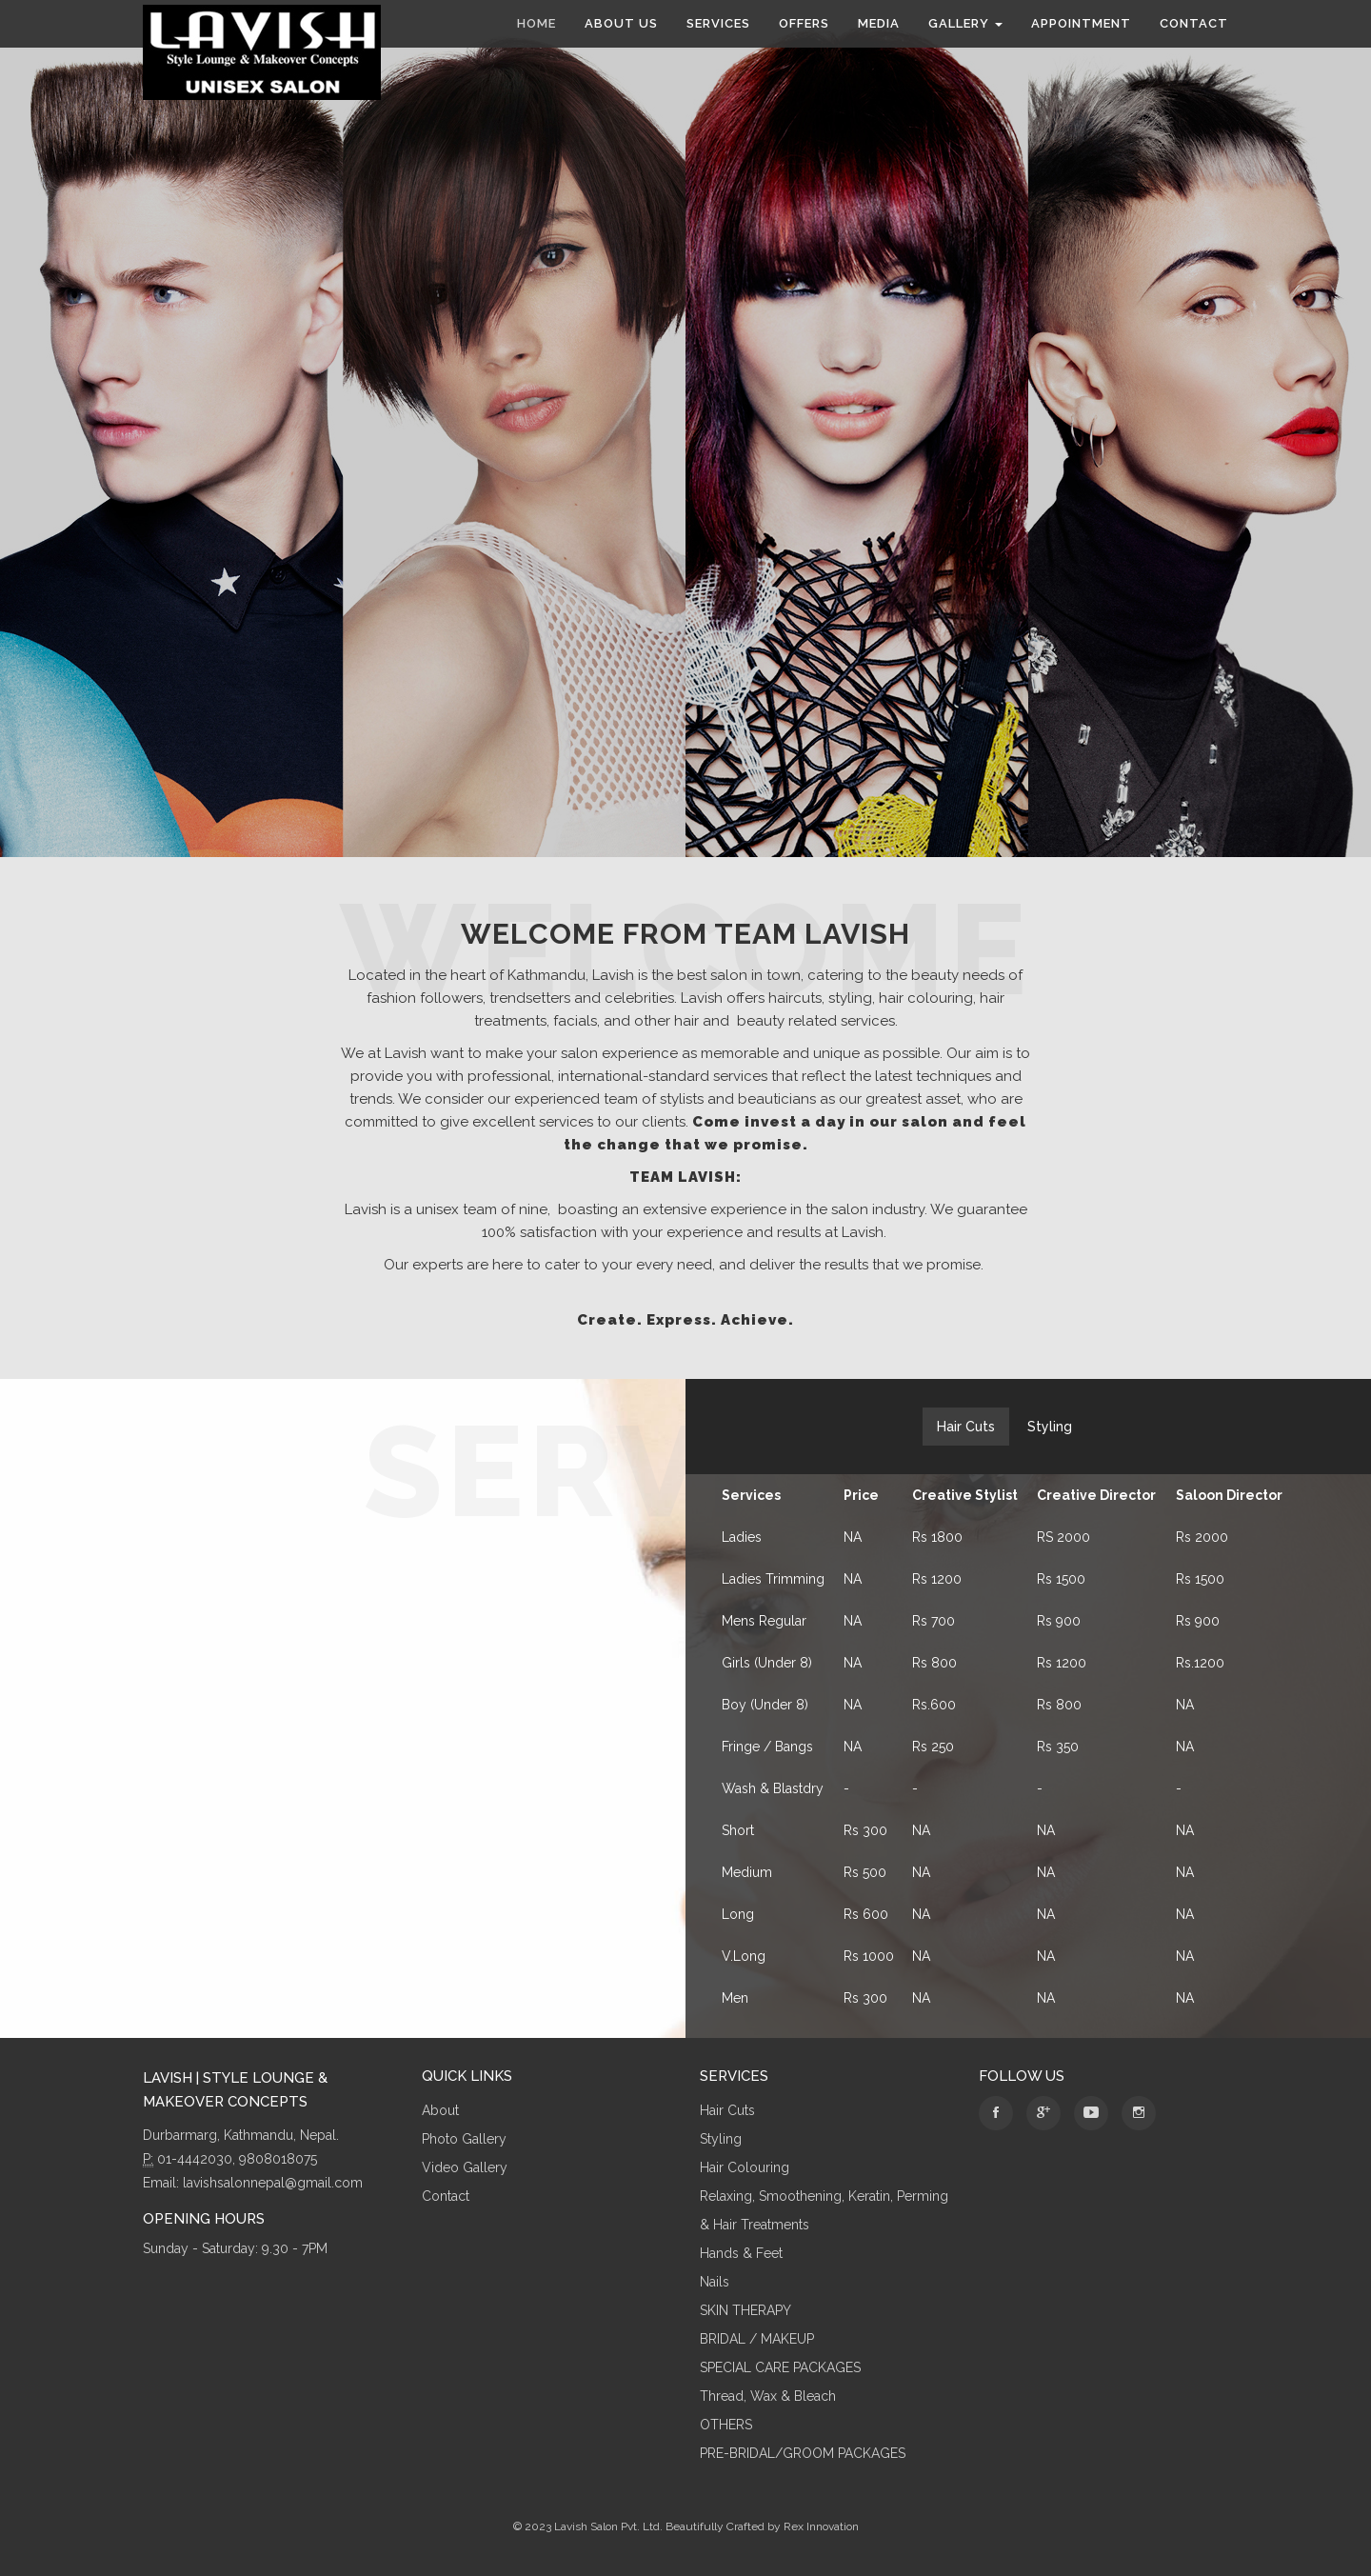 LAVISH
Style Lounge & Makeover Concepts
UNISEX SALON
HOME ABOUT US SERVICES OFFERS MEDIA GALLERY APPOINTMENT CONTACT
WELCOME
WELCOME FROM TEAM LAVISH
Located in the heart of Kathmandu, Lavish is the best salon in town, catering to the beauty needs of
fashion followers, trendsetters and celebrities. Lavish offers haircuts, styling, hair colouring, hair
treatments, facials, and other hair and beauty related services.
We at Lavish want to make your salon experience as memorable and unique as possible. Our aim is to
provide you with professional, international-standard services that reflect the latest techniques and
trends. We consider our experienced team of stylists and beauticians as our greatest asset, who are
committed to give excellent services to our clients. Come invest a day in our salon and feel
the change that we promise.
TEAM LAVISH:
Lavish is a unisex team of nine, boasting an extensive experience in the salon industry. We guarantee
100% satisfaction with your experience and results at Lavish.
Our experts are here to cater to your every need, and deliver the results that we promise.
Create. Express. Achieve.
SERV
Hair Cuts Styling
Services Price Creative Stylist Creative Director Saloon Director
Ladies NA Rs 1800 RS 2000 Rs 2000
Ladies Trimming NA Rs 1200 Rs 1500 Rs 1500
Mens Regular NA Rs 700 Rs 900 Rs 900
Girls (Under 8) NA Rs 800 Rs 1200 Rs.1200
Boy (Under 8) NA Rs.600 Rs 800 NA
Fringe / Bangs NA Rs 250 Rs 350 NA
Wash & Blastdry - - - -
Short Rs 300 NA NA NA
Medium Rs 500 NA NA NA
Long Rs 600 NA NA NA
V.Long Rs 1000 NA NA NA
Men Rs 300 NA NA NA
LAVISH | STYLE LOUNGE &
MAKEOVER CONCEPTS
Durbarmarg, Kathmandu, Nepal.
P: 01-4442030, 9808018075
Email: lavishsalonnepal@gmail.com
OPENING HOURS
Sunday - Saturday: 9.30 - 7PM
QUICK LINKS
About
Photo Gallery
Video Gallery
Contact
SERVICES
Hair Cuts
Styling
Hair Colouring
Relaxing, Smoothening, Keratin, Perming
& Hair Treatments
Hands & Feet
Nails
SKIN THERAPY
BRIDAL / MAKEUP
SPECIAL CARE PACKAGES
Thread, Wax & Bleach
OTHERS
PRE-BRIDAL/GROOM PACKAGES
FOLLOW US
© 2023 Lavish Salon Pvt. Ltd. Beautifully Crafted by Rex Innovation